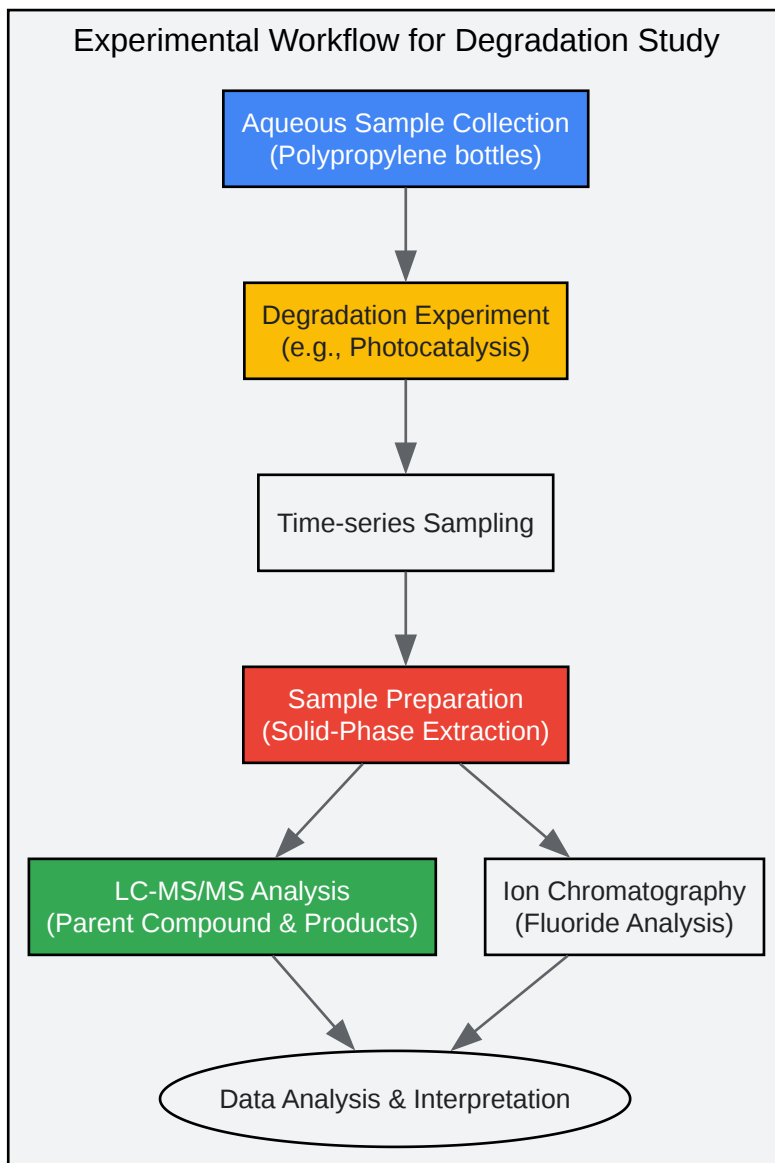 Experimental Workflow for Degradation Study
Aqueous Sample Collection
(Polypropylene bottles)
Degradation Experiment
(e.g., Photocatalysis)
Time-series Sampling
Sample Preparation
(Solid-Phase Extraction)
LC-MS/MS Analysis
(Parent Compound & Products)
Ion Chromatography
(Fluoride Analysis)
Data Analysis & Interpretation